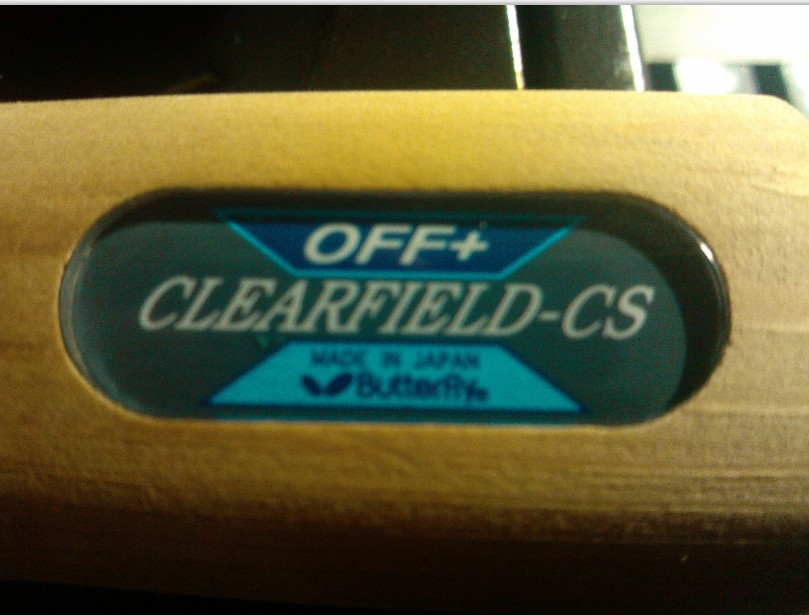 OFF+
CLEARFIELD-CS
MADE IN JAPAN
Butterfly